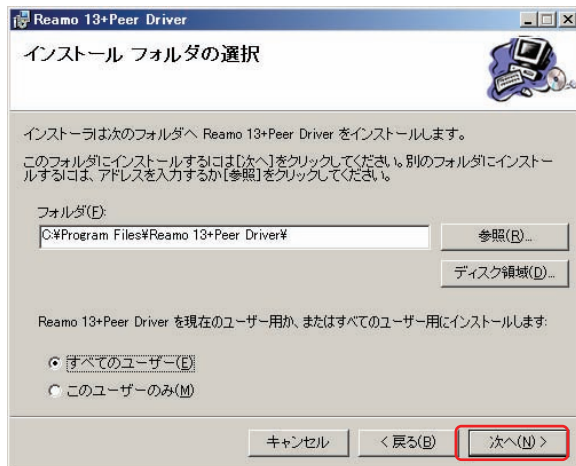 Reamo 13+Peer Driver
インストール フォルダの選択
インストーラは次のフォルダへ Reamo 13+Peer Driver をインストールします。
このフォルダにインストールするには[次へ]をクリックしてください。別のフォルダにインストー
ルするには、アドレスを入力するか[参照]をクリックしてください。
フォルダ(F):
C:¥Program Files¥Reamo 13+Peer Driver¥
参照(R)...
ディスク領域(D)...
Reamo 13+Peer Driver を現在のユーザー用か、またはすべてのユーザー用にインストールします:
すべてのユーザー(E)
このユーザーのみ(M)
キャンセル
< 戻る(B)
次へ(N) >